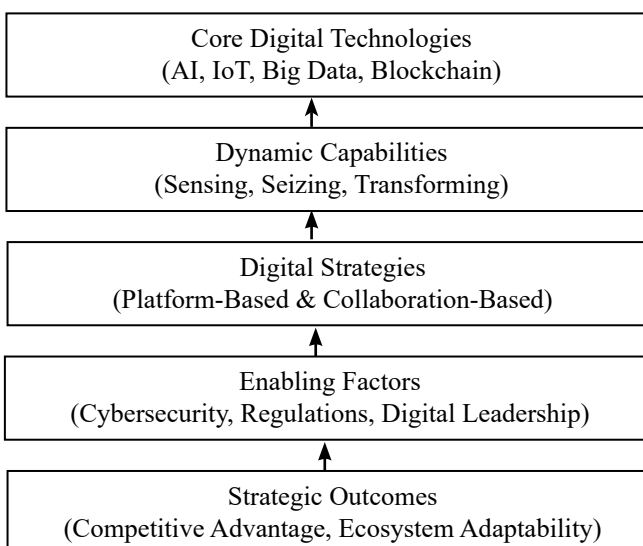 Core Digital Technologies
(AI, IoT, Big Data, Blockchain)
Dynamic Capabilities
(Sensing, Seizing, Transforming)
Digital Strategies
(Platform-Based & Collaboration-Based)
Enabling Factors
(Cybersecurity, Regulations, Digital Leadership)
Strategic Outcomes
(Competitive Advantage, Ecosystem Adaptability)